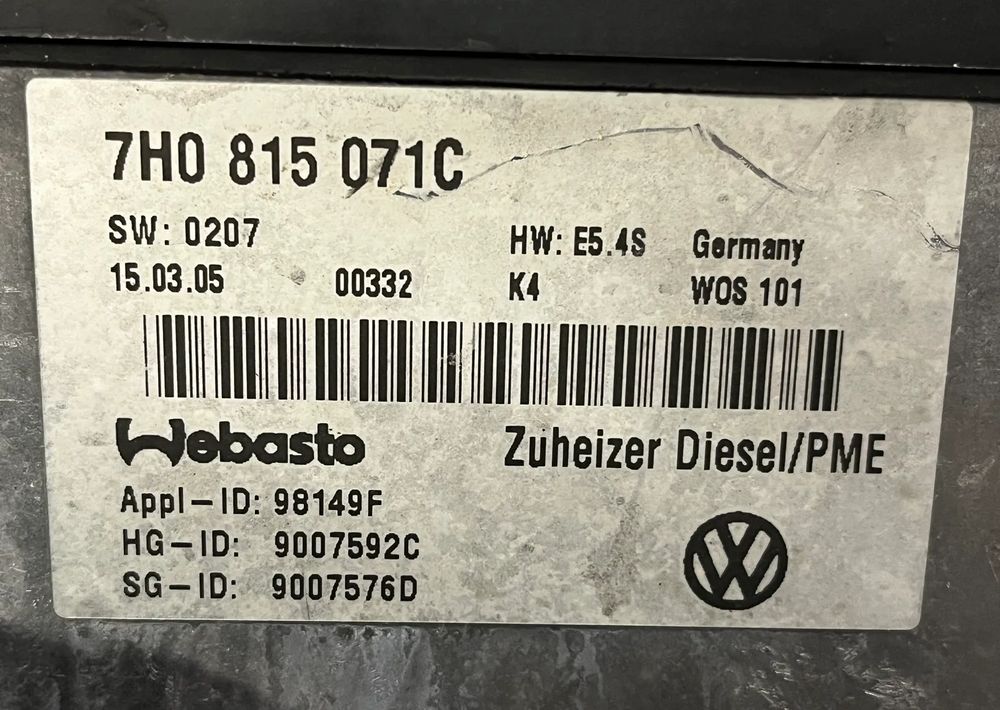 7H0 815 071C
SW: 0207 HW: E5.4S Germany
15.03.05 00332 K4 WOS 101
Webasto Zuheizer Diesel/PME
Appl-ID: 98149F
HG-ID: 9007592C
SG-ID: 9007576D
VW